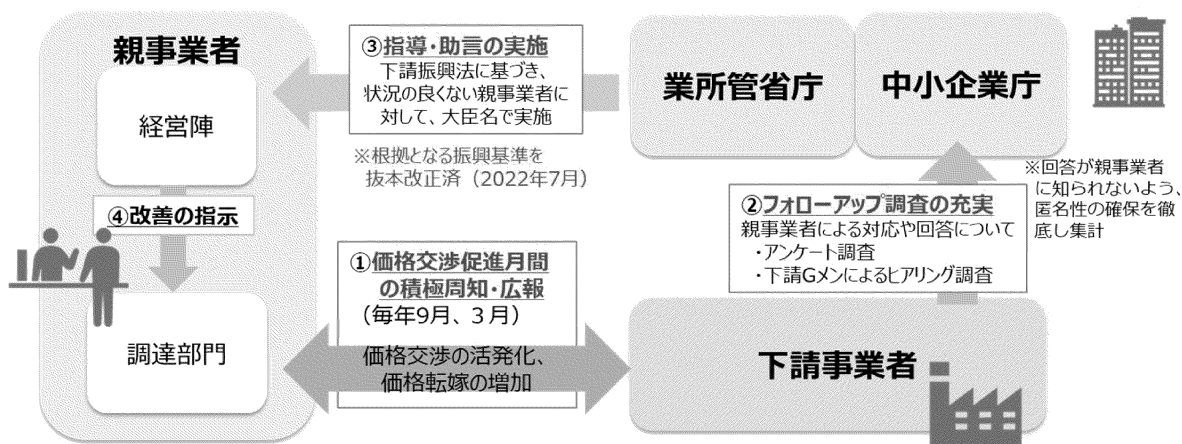 親事業者
経営陣
④改善の指示
調達部門
③指導・助言の実施
下請振興法に基づき、
状況の良くない親事業者に
対して、大臣名で実施
※根拠となる振興基準を
抜本改正済（2022年7月）
①価格交渉促進月間
の積極周知・広報
（毎年9月、３月）
価格交渉の活発化、
価格転嫁の増加
業所管省庁
中小企業庁
②フォローアップ調査の充実
親事業者による対応や回答について
・アンケート調査
・下請Gメンによるヒアリング調査
※回答が親事業者
に知られないよう、
匿名性の確保を徹
底し集計
下請事業者